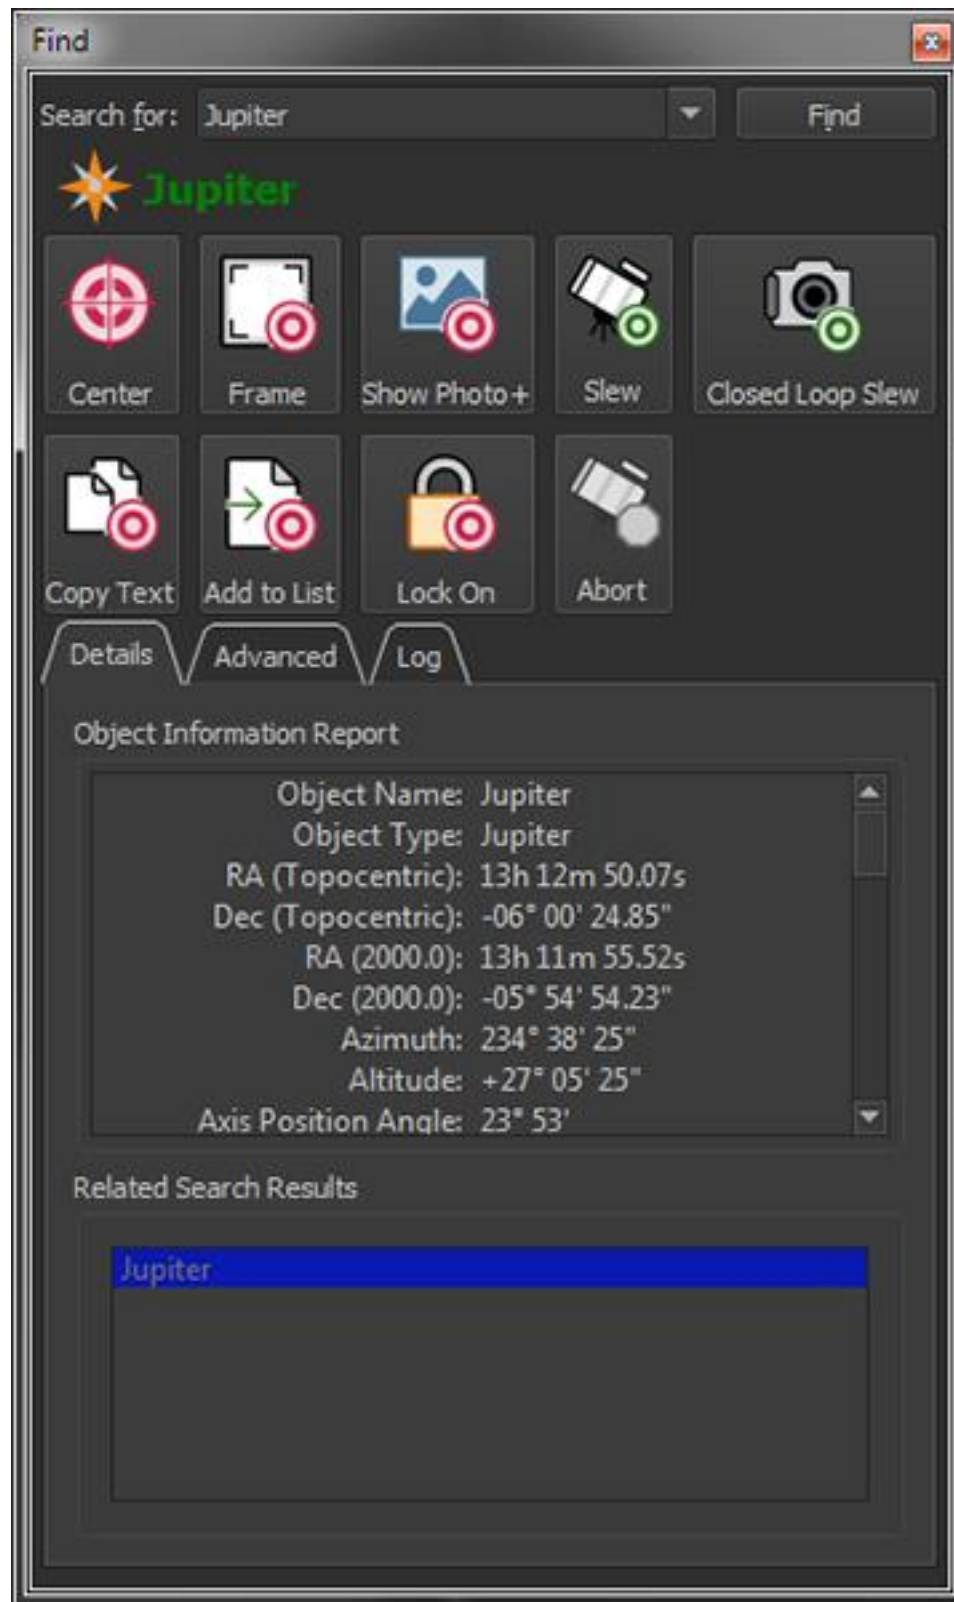 Find
Search for: Jupiter Find
Jupiter
Center Frame Show Photo+ Slew Closed Loop Slew
Copy Text Add to List Lock On Abort
Details Advanced Log
Object Information Report
Object Name: Jupiter
Object Type: Jupiter
RA (Topocentric): 13h 12m 50.07s
Dec (Topocentric): -06° 00' 24.85"
RA (2000.0): 13h 11m 55.52s
Dec (2000.0): -05° 54' 54.23"
Azimuth: 234° 38' 25"
Altitude: +27° 05' 25"
Axis Position Angle: 23° 53'
Related Search Results
Jupiter